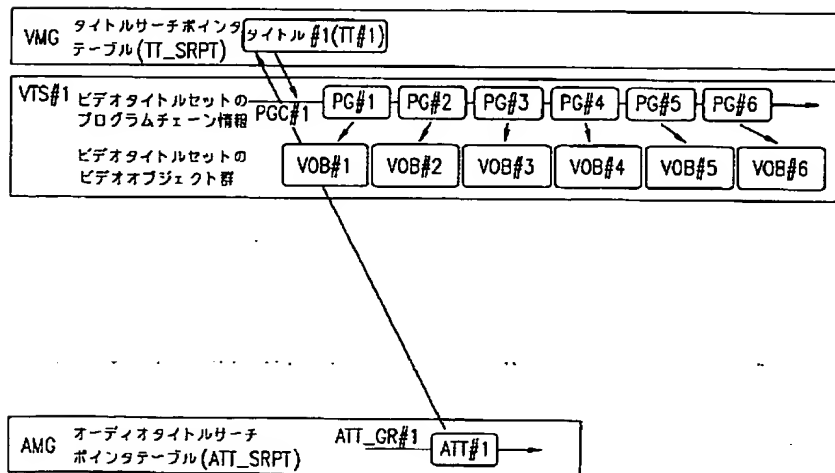 VMG タイトルサーチポインタ
テーブル(TT_SRPT)
タイトル #1(TT#1)
VTS#1 ビデオタイトルセットの
プログラムチェーン情報
PGC#1
PG#1 PG#2 PG#3 PG#4 PG#5 PG#6
ビデオタイトルセットの
ビデオオブジェクト群
VOB#1 VOB#2 VOB#3 VOB#4 VOB#5 VOB#6
AMG オーディオタイトルサーチ
ポインタテーブル(ATT_SRPT)
ATT_GR#1
ATT#1